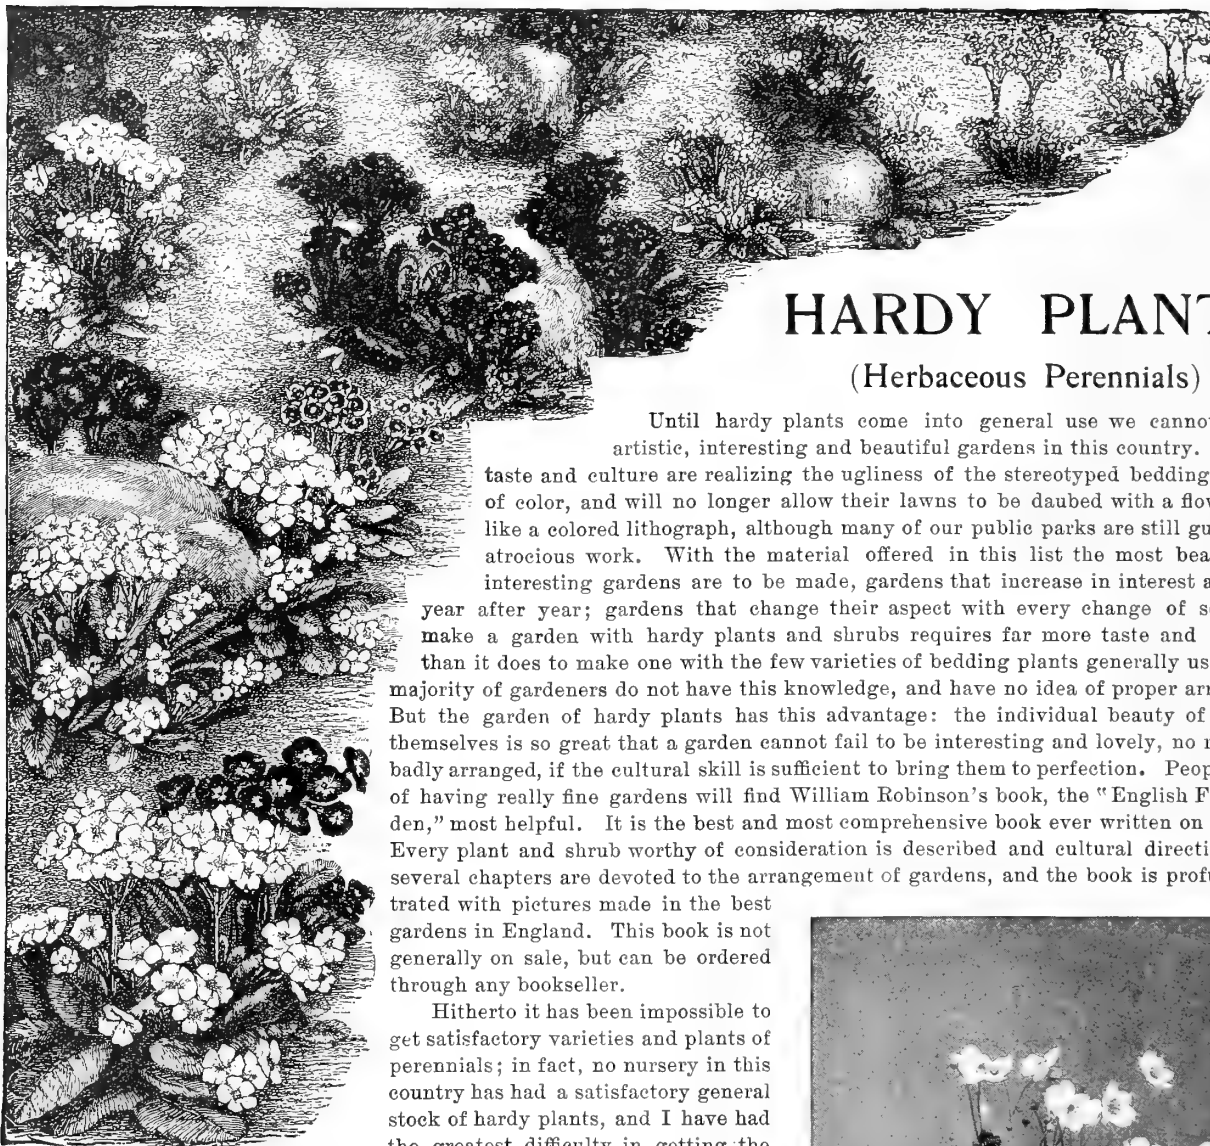 HARDY PLANT
(Herbaceous Perennials)
Until hardy plants come into general use we canno
artistic, interesting and beautiful gardens in this country.
taste and culture are realizing the ugliness of the stereotyped bedding
of color, and will no longer allow their lawns to be daubed with a flo
like a colored lithograph, although many of our public parks are still gu
atrocious work. With the material offered in this list the most bea
interesting gardens are to be made, gardens that increase in interest a
year after year; gardens that change their aspect with every change of s
make a garden with hardy plants and shrubs requires far more taste and
than it does to make one with the few varieties of bedding plants generally us
majority of gardeners do not have this knowledge, and have no idea of proper arr
But the garden of hardy plants has this advantage: the individual beauty of
themselves is so great that a garden cannot fail to be interesting and lovely, no
badly arranged, if the cultural skill is sufficient to bring them to perfection. Peop
of having really fine gardens will find William Robinson's book, the "English F
den," most helpful. It is the best and most comprehensive book ever written on
Every plant and shrub worthy of consideration is described and cultural directi
several chapters are devoted to the arrangement of gardens, and the book is prof
trated with pictures made in the best
gardens in England. This book is not
generally on sale, but can be ordered
through any bookseller.
Hitherto it has been impossible to
get satisfactory varieties and plants of
perennials; in fact, no nursery in this
country has had a satisfactory general
stock of hardy plants, and I have had
the greatest difficulty in getting the